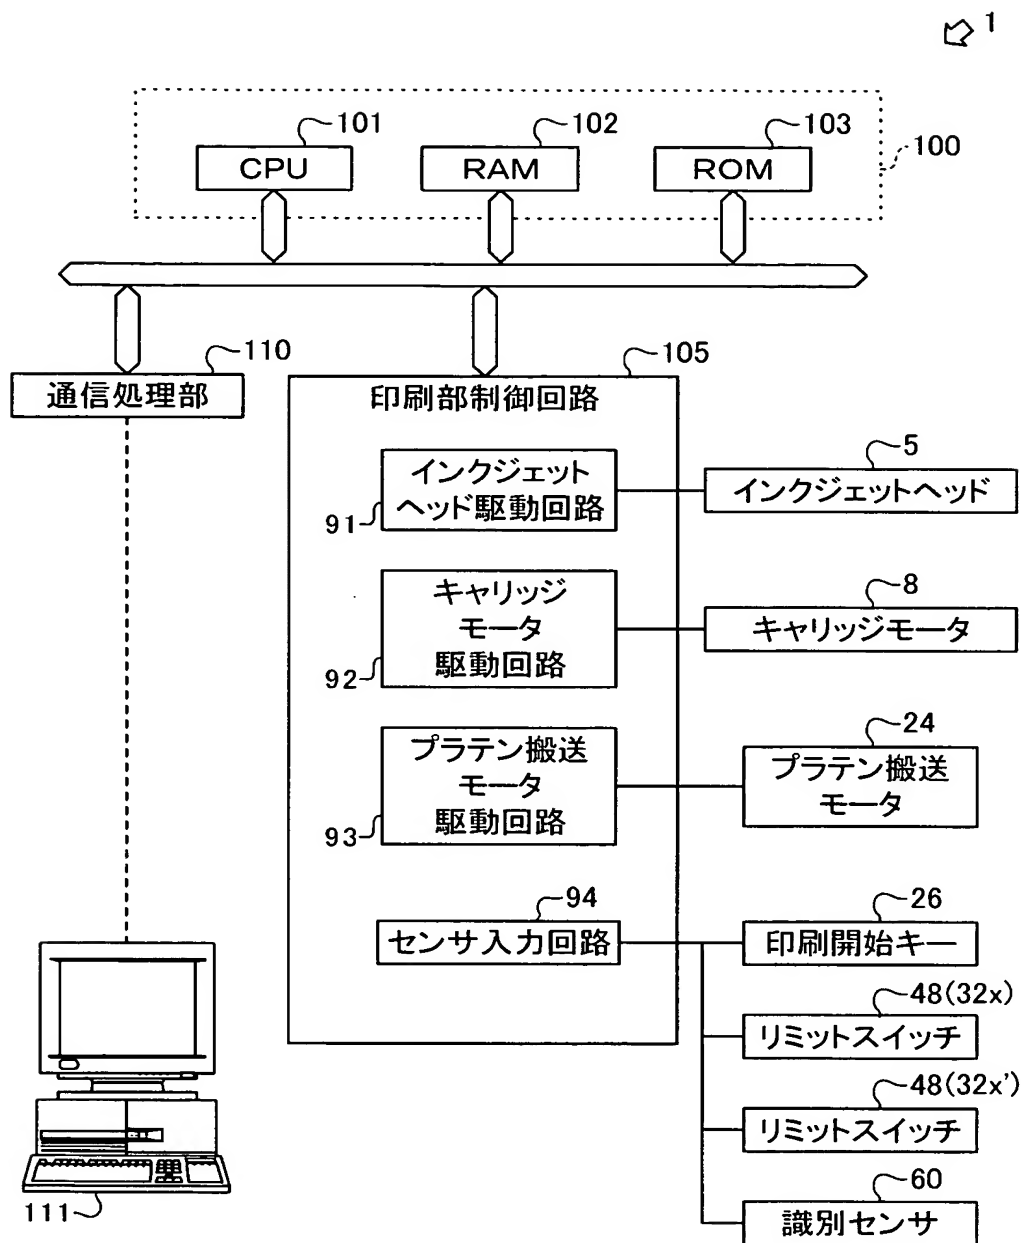 1
101
102
103
CPU
RAM
ROM
100
110
通信処理部
105
印刷部制御回路
インクジェット
ヘッド駆動回路
91
5
インクジェットヘッド
キャリッジ
モータ
駆動回路
92
8
キャリッジモータ
プラテン搬送
モータ
駆動回路
93
24
プラテン搬送
モータ
94
センサ入力回路
26
印刷開始キー
48(32x)
リミットスイッチ
48(32x')
リミットスイッチ
60
識別センサ
111